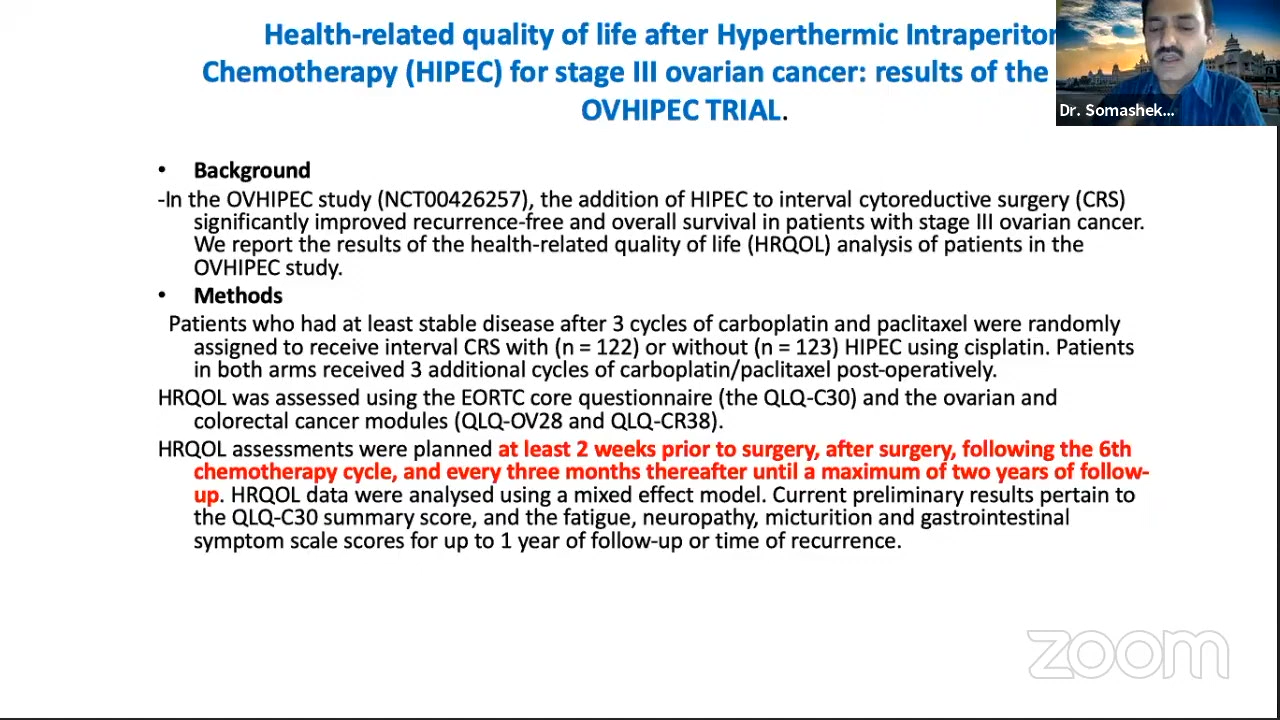 Health-related quality of life after Hyperthermic Intraperiton
Chemotherapy (HIPEC) for stage III ovarian cancer: results of the
OVHIPEC TRIAL.
Dr. Somashek...
• Background
-In the OVHIPEC study (NCT00426257), the addition of HIPEC to interval cytoreductive surgery (CRS)
significantly improved recurrence-free and overall survival in patients with stage III ovarian cancer.
We report the results of the health-related quality of life (HRQOL) analysis of patients in the
OVHIPEC study.
• Methods
Patients who had at least stable disease after 3 cycles of carboplatin and paclitaxel were randomly
assigned to receive interval CRS with (n = 122) or without (n = 123) HIPEC using cisplatin. Patients
in both arms received 3 additional cycles of carboplatin/paclitaxel post-operatively.
HRQOL was assessed using the EORTC core questionnaire (the QLQ-C30) and the ovarian and
colorectal cancer modules (QLQ-OV28 and QLQ-CR38).
HRQOL assessments were planned at least 2 weeks prior to surgery, after surgery, following the 6th
chemotherapy cycle, and every three months thereafter until a maximum of two years of follow-
up. HRQOL data were analysed using a mixed effect model. Current preliminary results pertain to
the QLQ-C30 summary score, and the fatigue, neuropathy, micturition and gastrointestinal
symptom scale scores for up to 1 year of follow-up or time of recurrence.
zoom